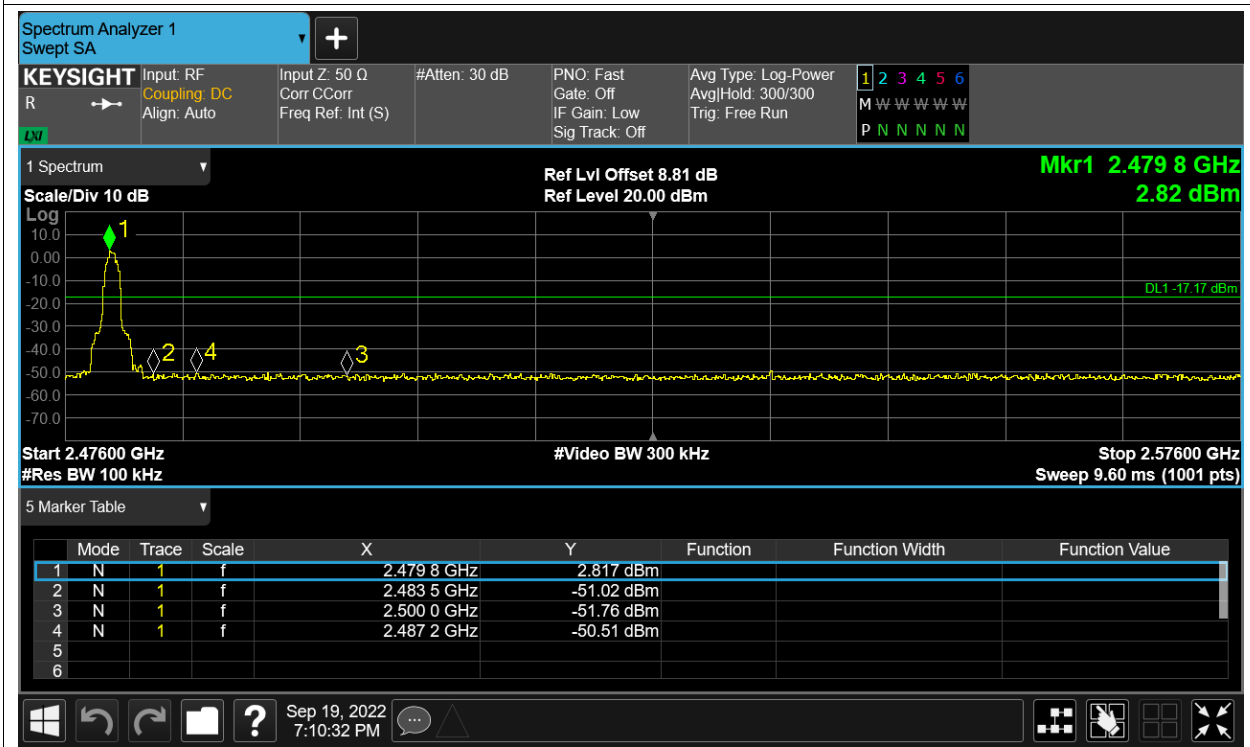 Spectrum Analyzer 1
Swept SA
+
KEYSIGHT Input: RF Input Z: 50 Ω #Atten: 30 dB PNO: Fast Avg Type: Log-Power 1 2 3 4 5 6
R Coupling: DC Corr CCorr Gate: Off Avg|Hold: 300/300 M W W W W W
Align: Auto Freq Ref: Int (S) IF Gain: Low Trig: Free Run
LXI Sig Track: Off P N N N N N
1 Spectrum Ref Lvl Offset 8.81 dB Mkr1 2.479 8 GHz
Scale/Div 10 dB Ref Level 20.00 dBm 2.82 dBm
Log
10.0 1
0.00
-10.0 DL1 -17.17 dBm
-20.0
-30.0
-40.0 2 4 3
-50.0
-60.0
-70.0
Start 2.47600 GHz #Video BW 300 kHz Stop 2.57600 GHz
#Res BW 100 kHz Sweep 9.60 ms (1001 pts)
5 Marker Table
Mode Trace Scale X Y Function Function Width Function Value
1 N 1 f 2.479 8 GHz 2.817 dBm
2 N 1 f 2.483 5 GHz -51.02 dBm
3 N 1 f 2.500 0 GHz -51.76 dBm
4 N 1 f 2.487 2 GHz -50.51 dBm
5
6
? Sep 19, 2022
7:10:32 PM